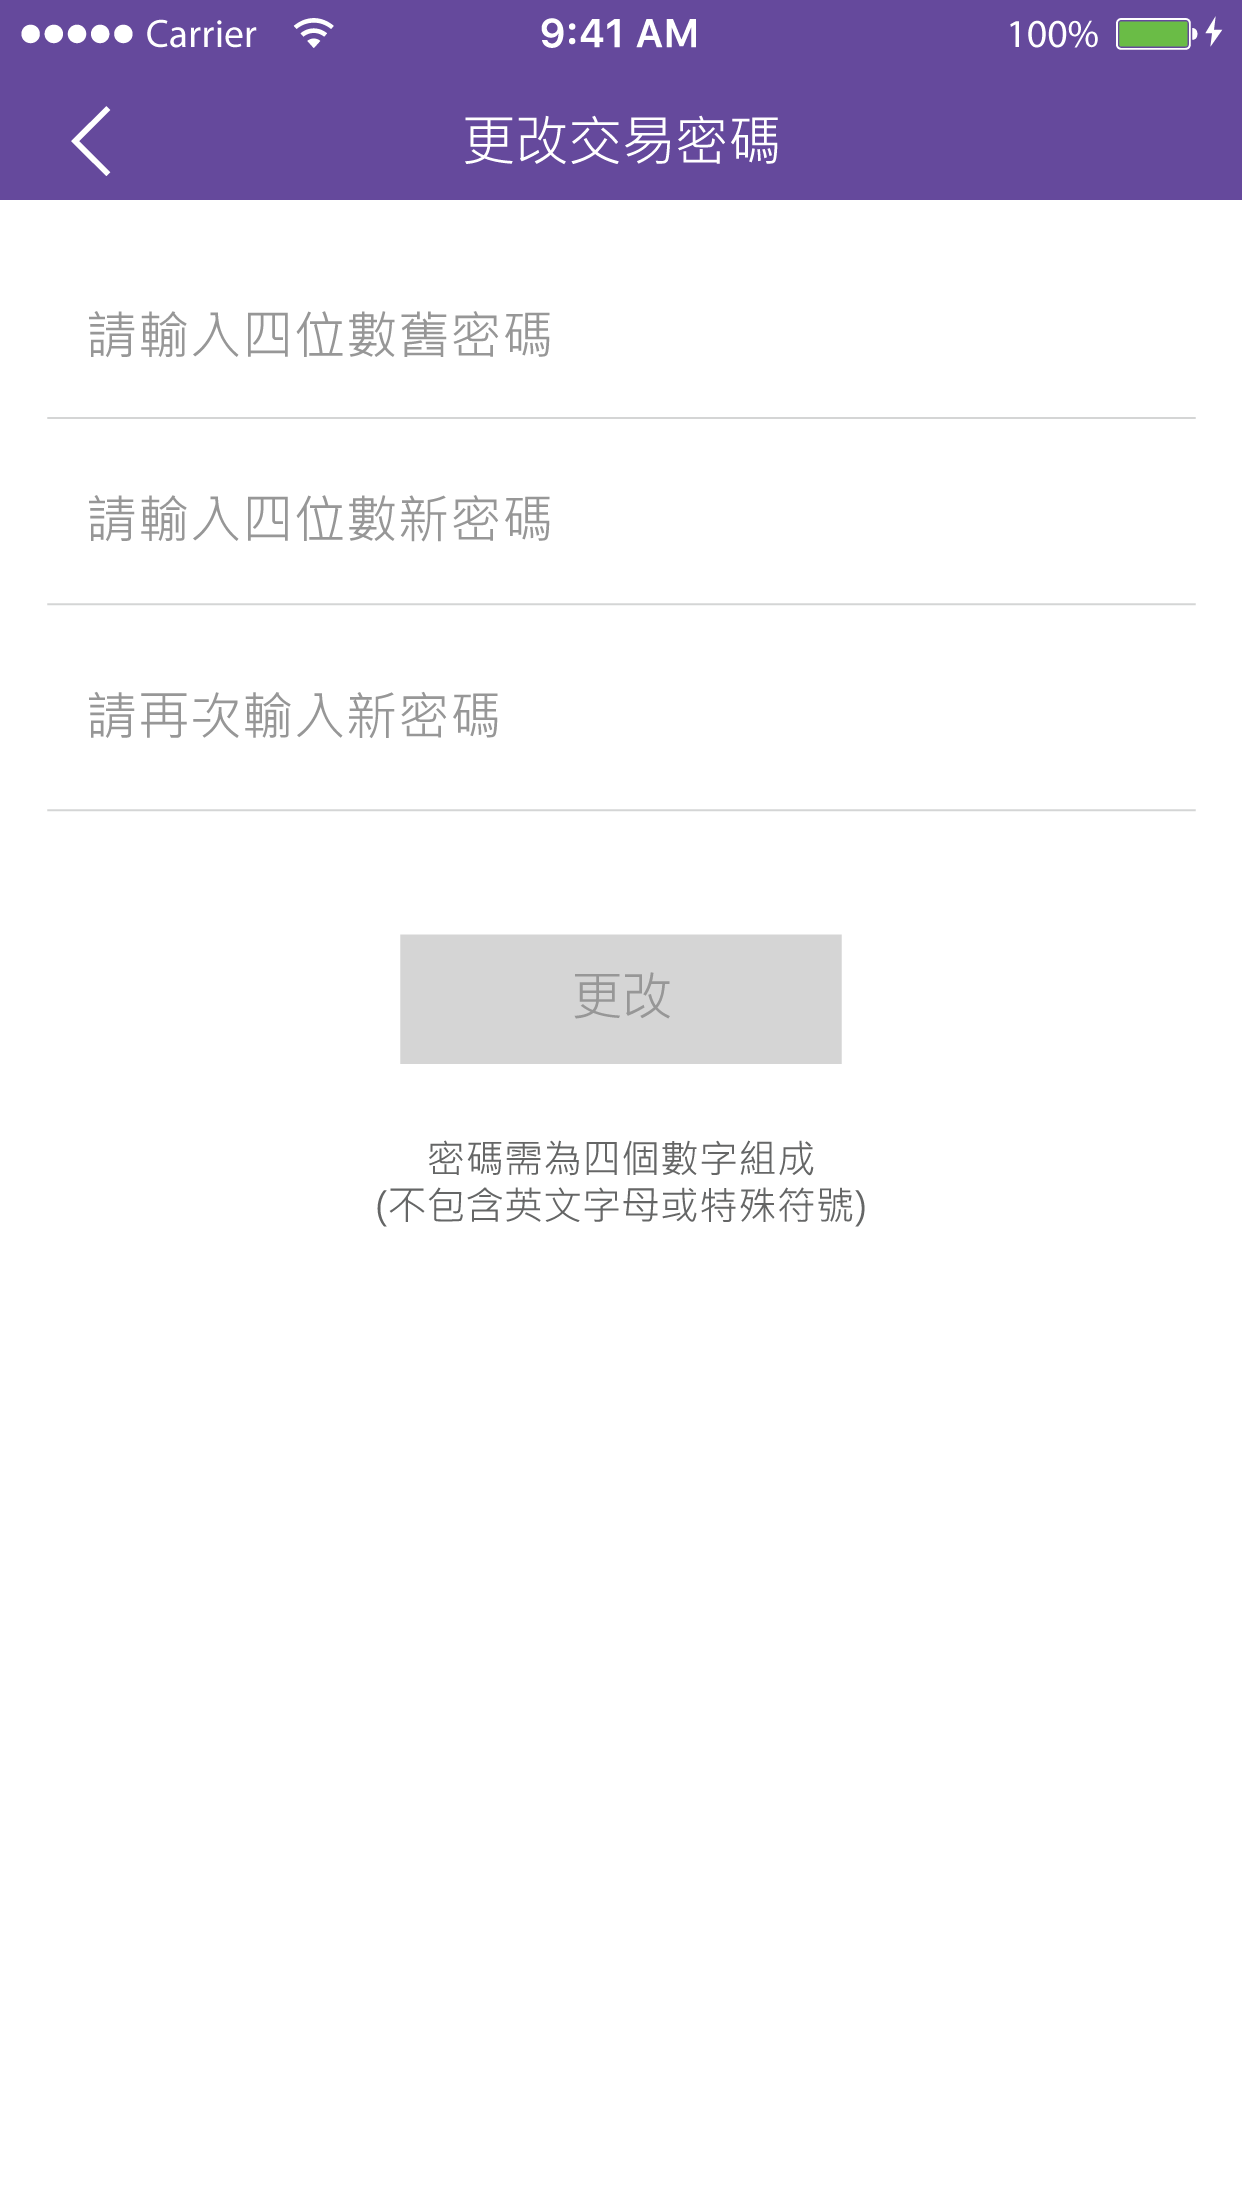 Carrier 9:41 AM 100%
更改交易密碼
請輸入四位數舊密碼
請輸入四位數新密碼
請再次輸入新密碼
更改
密碼需為四個數字組成
(不包含英文字母或特殊符號)